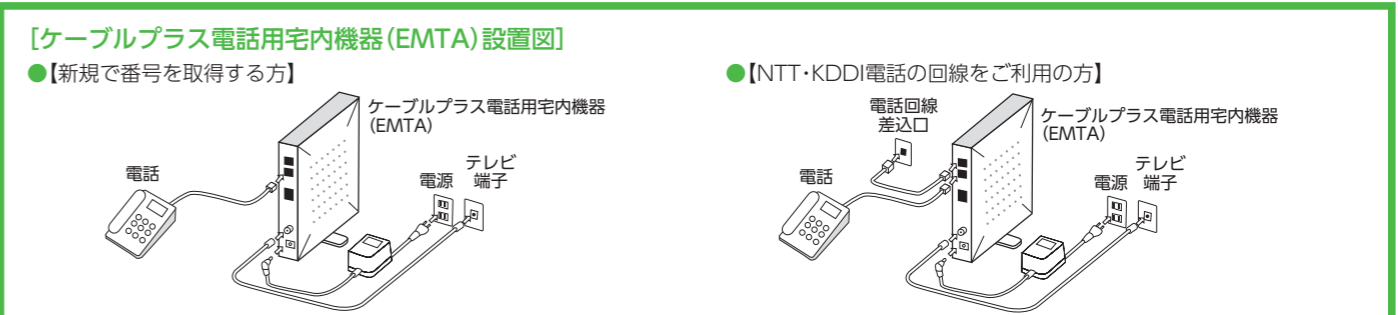 [ケーブルプラス電話用宅内機器(EMTA)設置図]
●【新規で番号を取得する方】
ケーブルプラス電話用宅内機器
(EMTA)
電話
電源
テレビ
端子
●【NTT・KDDI電話の回線をご利用の方】
電話回線
差込口
ケーブルプラス電話用宅内機器
(EMTA)
電話
電源
テレビ
端子